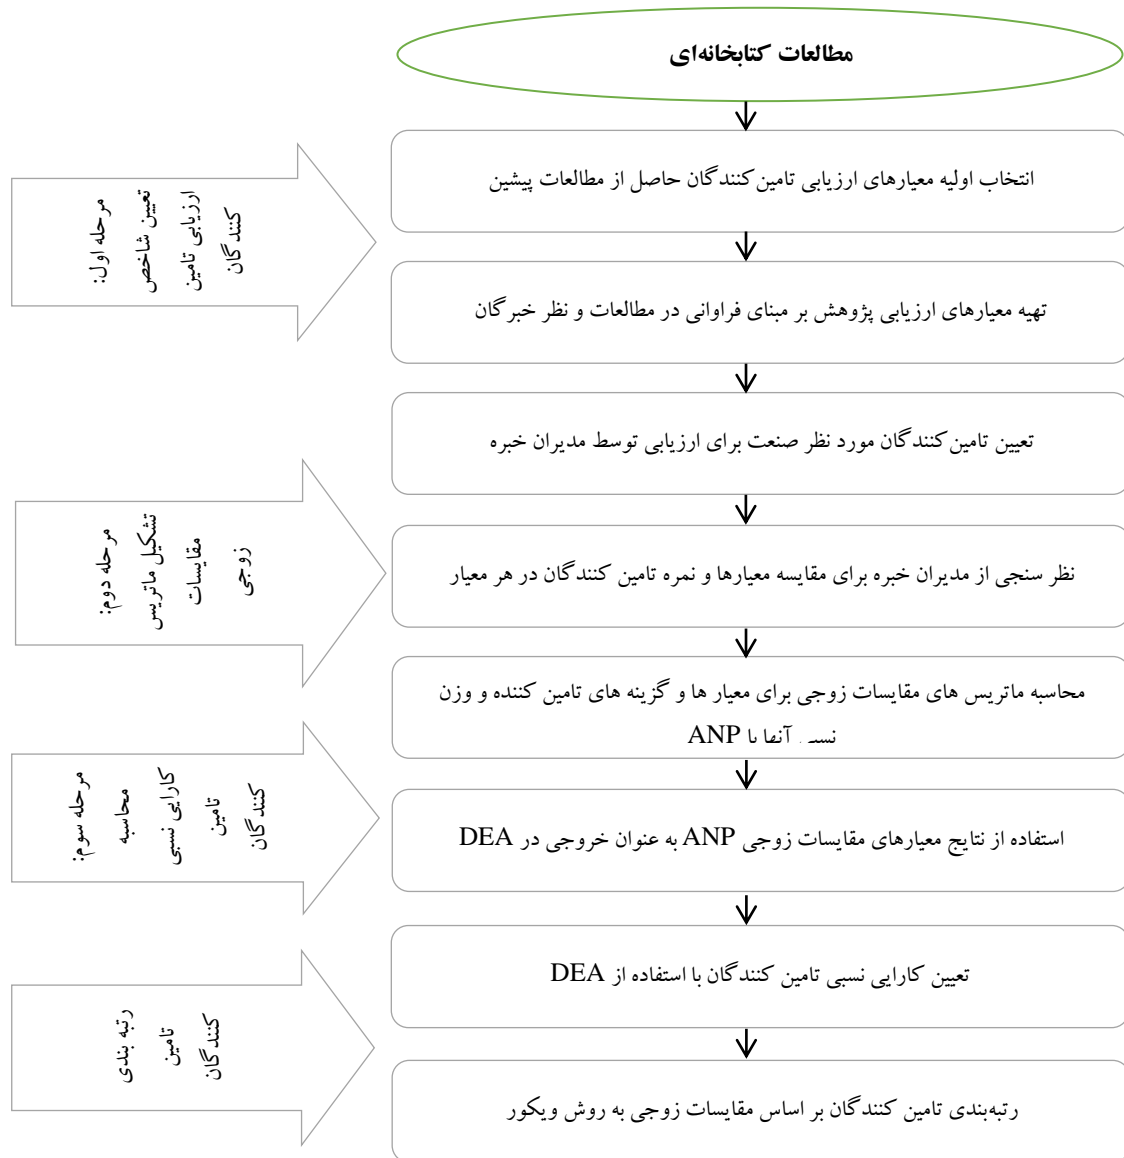 مطالعات کتابخانه‌ای
انتخاب اولیه معیارهای ارزیابی تامین‌کنندگان حاصل از مطالعات پیشین
تهیه معیارهای ارزیابی پژوهش بر مبنای فراوانی در مطالعات و نظر خبرگان
تعیین تامین‌کنندگان مورد نظر صنعت برای ارزیابی توسط مدیران خبره
نظر سنجی از مدیران خبره برای مقایسه معیارها و نمره تامین کنندگان در هر معیار
محاسبه ماتریس های مقایسات زوجی برای معیار ها و گزینه های تامین کننده و وزن
نسبی آنها با ANP
استفاده از نتایج معیارهای مقایسات زوجی ANP به عنوان خروجی در DEA
تعیین کارایی نسبی تامین کنندگان با استفاده از DEA
رتبه‌بندی تامین کنندگان بر اساس مقایسات زوجی به روش ویکور
مرحله اول:
تعیین شاخص
ارزیابی تامین
کنندگان
مرحله دوم:
تشکیل ماتریس
مقایسات
زوجی
مرحله سوم:
محاسبه
کارایی نسبی
تامین
کنندگان
رتبه بندی
تامین
کنندگان